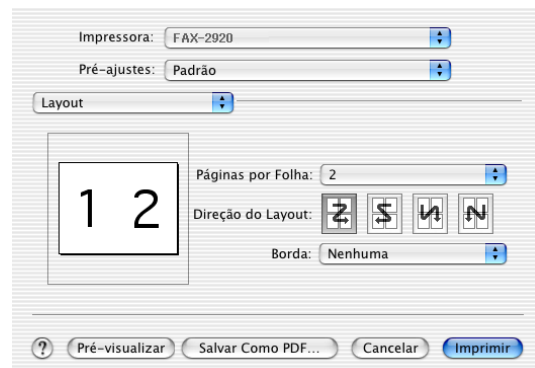 Impressora: FAX-2920
Pré-ajustes: Padrão
Layout
1 2
Páginas por Folha: 2
Direção do Layout:
Borda: Nenhuma
? Pré-visualizar Salvar Como PDF... Cancelar Imprimir